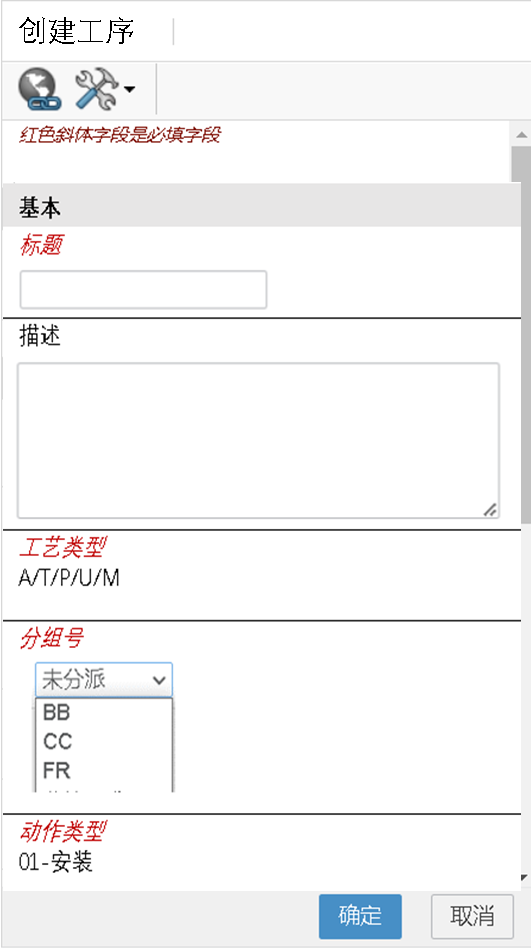 创建工序
红色斜体字段是必填字段
基本
标题
描述
工艺类型
A/T/P/U/M
分组号
未分派
BB
CC
FR
动作类型
01-安装
确定 取消